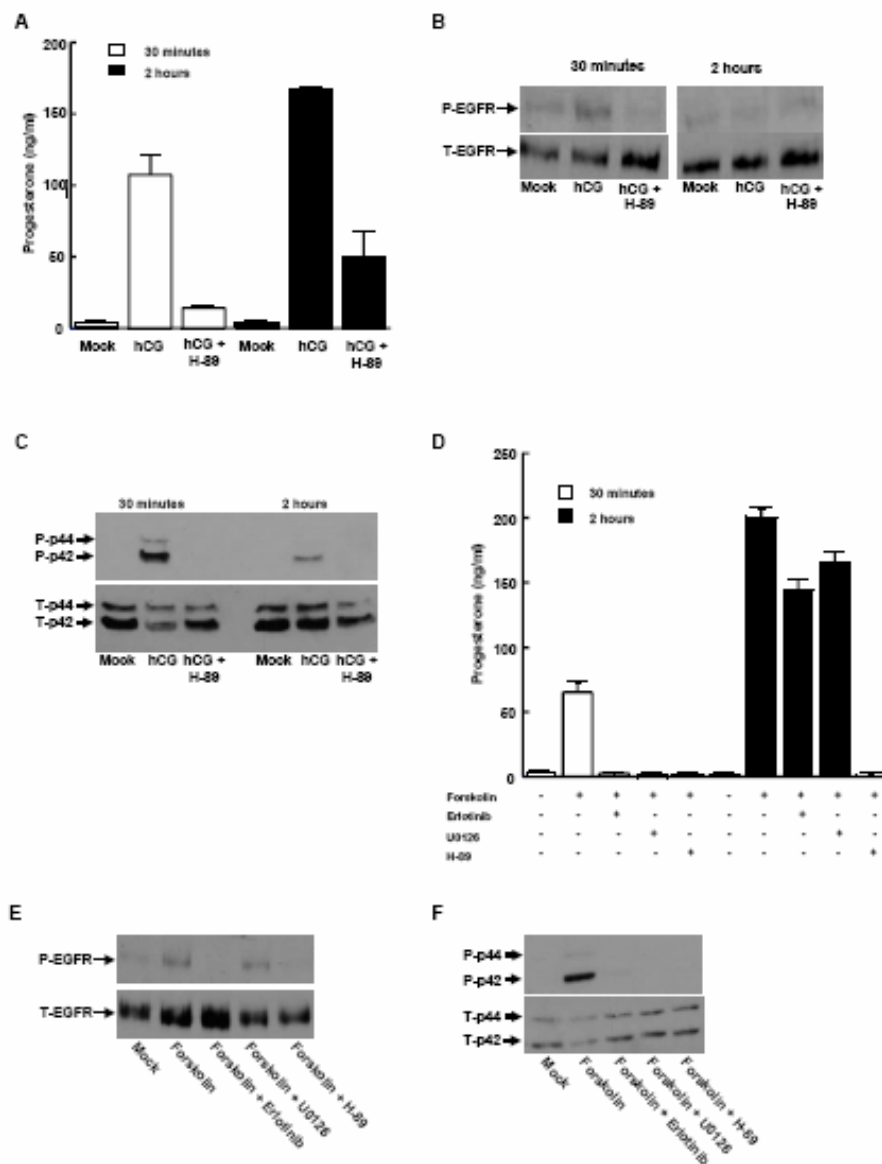 A
200
150
100
50
0
Progesterone (ng/ml)
30 minutes
2 hours
Mock hCG hCG + H-89 Mock hCG hCG + H-89
B
30 minutes 2 hours
P-EGFR
T-EGFR
Mock hCG hCG + H-89 Mock hCG hCG + H-89
C
30 minutes 2 hours
P-p44
P-p42
T-p44
T-p42
Mock hCG hCG + H-89 Mock hCG hCG + H-89
D
250
200
150
100
50
0
Progesterone (ng/ml)
30 minutes
2 hours
Forskolin - + + + + - + + + +
Erlotinib - - + - - - - + - -
U0126 - - - + - - - - + -
H-89 - - - - + - - - - +
E
P-EGFR
T-EGFR
Mock
Forskolin
Forskolin + Erlotinib
Forskolin + U0126
Forskolin + H-89
F
P-p44
P-p42
T-p44
T-p42
Mock
Forskolin
Forskolin + Erlotinib
Forskolin + U0126
Forskolin + H-89